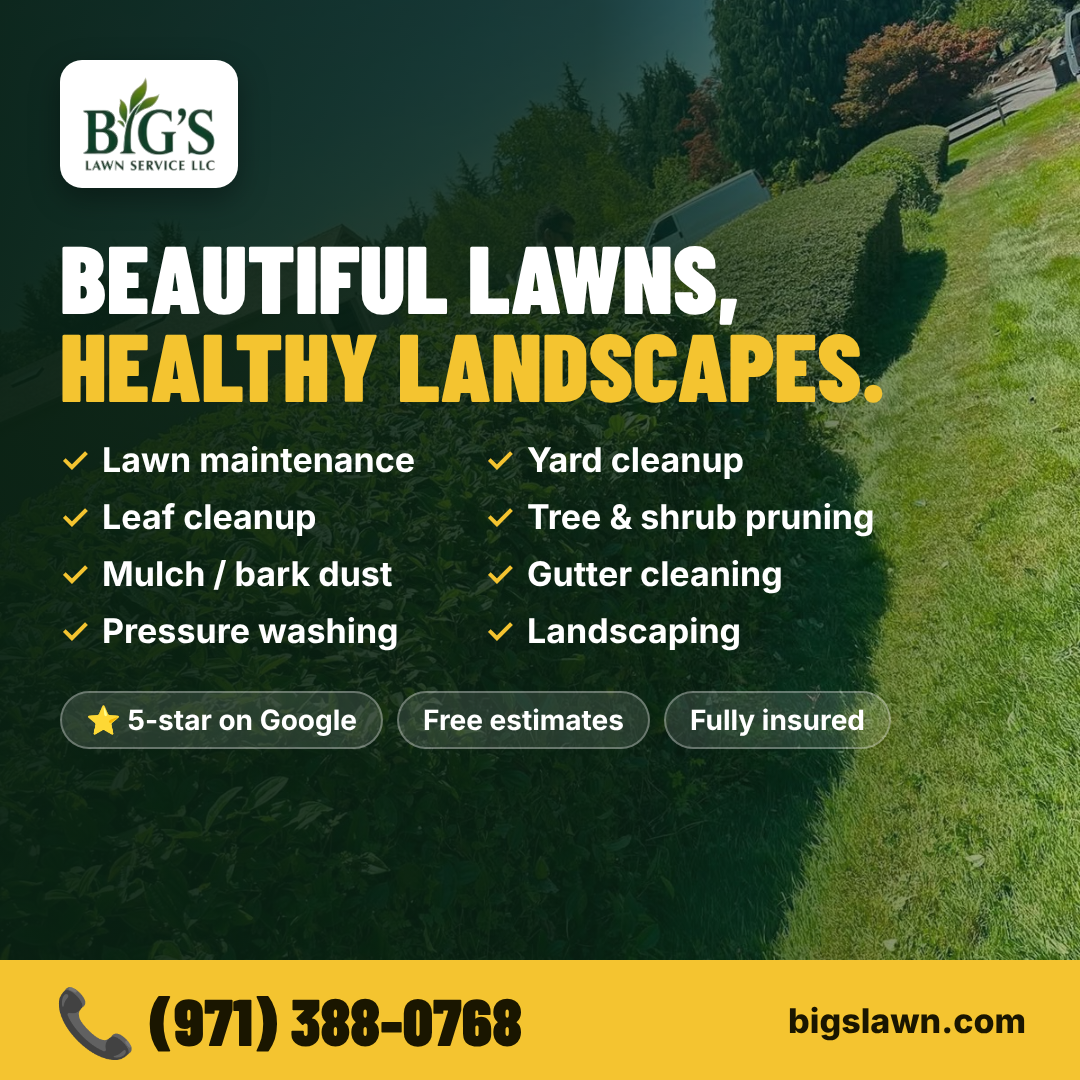 BIG'S
LAWN SERVICE LLC
BEAUTIFUL LAWNS,
HEALTHY LANDSCAPES.
Lawn maintenance
Yard cleanup
Leaf cleanup
Tree & shrub pruning
Mulch / bark dust
Gutter cleaning
Pressure washing
Landscaping
5-star on Google
Free estimates
Fully insured
(971) 388-0768
bigslawn.com